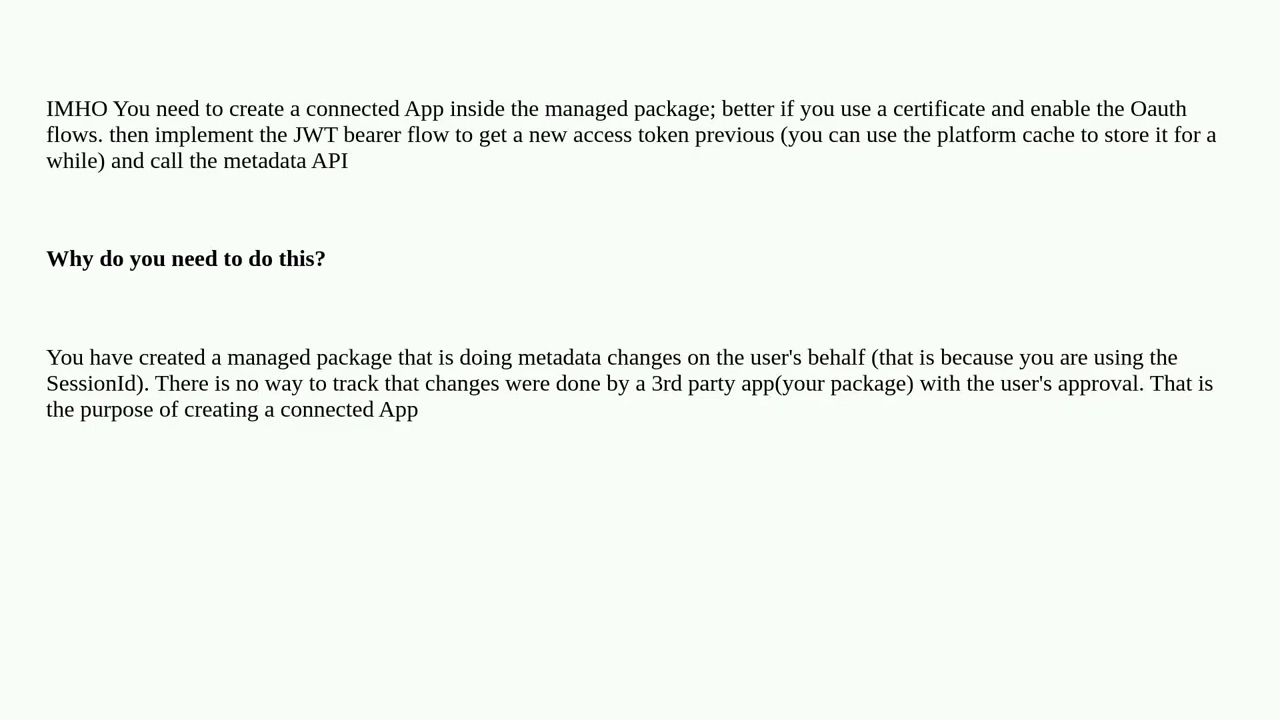 IMHO You need to create a connected App inside the managed package; better if you use a certificate and enable the Oauth
flows. then implement the JWT bearer flow to get a new access token previous (you can use the platform cache to store it for a
while) and call the metadata API
Why do you need to do this?
You have created a managed package that is doing metadata changes on the user's behalf (that is because you are using the
SessionId). There is no way to track that changes were done by a 3rd party app(your package) with the user's approval. That is
the purpose of creating a connected App